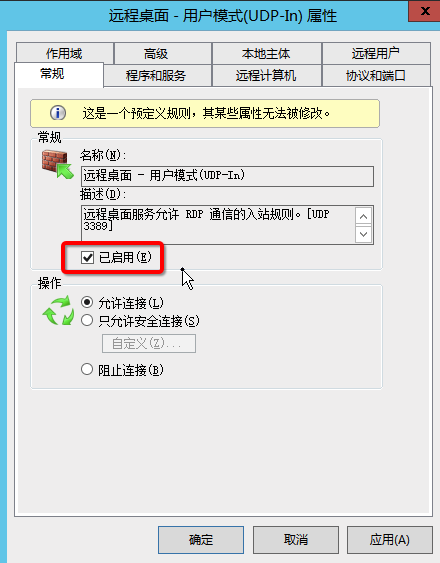 远程桌面 - 用户模式(UDP-In) 属性
x
作用域 高级 本地主体 远程用户
常规 程序和服务 远程计算机 协议和端口
这是一个预定义规则，其某些属性无法被修改。
常规
名称(N):
远程桌面 - 用户模式(UDP-In)
描述(D):
远程桌面服务允许 RDP 通信的入站规则。[UDP
3389]
已启用(E)
操作
允许连接(L)
只允许安全连接(S)
自定义(Z)...
阻止连接(B)
确定 取消 应用(A)